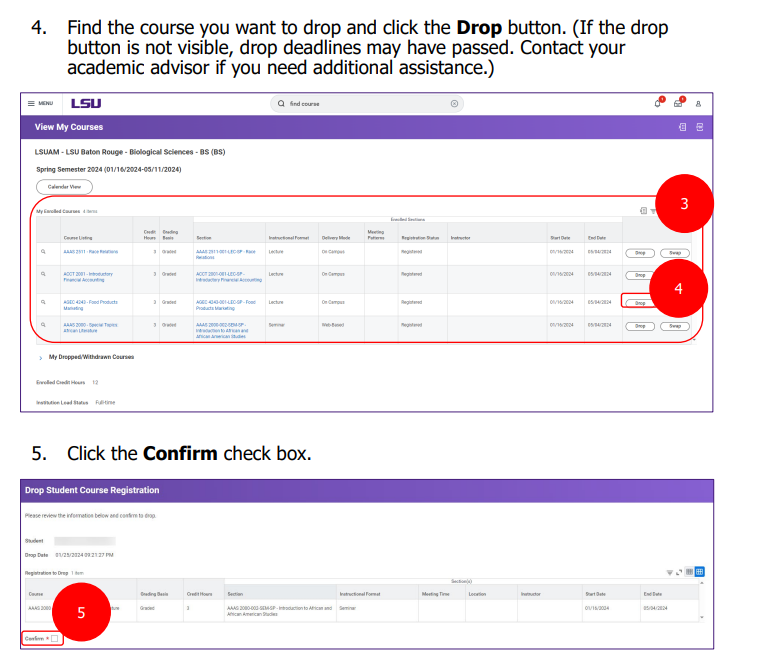 4. Find the course you want to drop and click the Drop button. (If the drop
button is not visible, drop deadlines may have passed. Contact your
academic advisor if you need additional assistance.)
MENU LSU find course
View My Courses
LSUAM - LSU Baton Rouge - Biological Sciences - BS (BS)
Spring Semester 2024 (01/16/2024-05/11/2024)
Calendar View
3
My Enrolled Courses 4 items
Enrolled Sections
Course Listing Credit Hours Grading Basis Section Instructional Format Delivery Mode Meeting Patterns Registration Status Instructor Start Date End Date
AAAS 2511 - Race Relations 3 Graded AAAS 2511-001-LEC-SP - Race Lecture On Campus Registered 01/16/2024 05/04/2024 Drop Swap
Relations
ACCT 2001 - Introductory 3 Graded ACCT 2001-001-LEC-SP - Lecture On Campus Registered 01/16/2024 05/04/2024 Drop
Financial Accounting Introductory Financial Accounting
4
AGEC 4243 - Food Products 3 Graded AGEC 4243-001-LEC-SP - Food Lecture On Campus Registered 01/16/2024 05/04/2024 Drop
Marketing Products Marketing
AAAS 2000 - Special Topics: 3 Graded AAAS 2000-002-SEM-SP - Seminar Web Based Registered 01/16/2024 05/04/2024 Drop Swap
African Literature Introduction to African and
African American Studies
My Dropped/Withdrawn Courses
Enrolled Credit Hours 12
Institution Load Status Full-time
5. Click the Confirm check box.
Drop Student Course Registration
Please review the information below and confirm to drop.
Student
Drop Date 01/25/2024 09:21:27 PM
Registration to Drop 1 item
Section(s)
Course Grading Basis Credit Hours Section Instructional Format Meeting Time Location Instructor Start Date End Date
AAAS 2000 Graded 3 AAAS 2000-002-SEM-SP - Introduction to African and Seminar 01/16/2024 05/04/2024
African American Studies
5
Confirm *